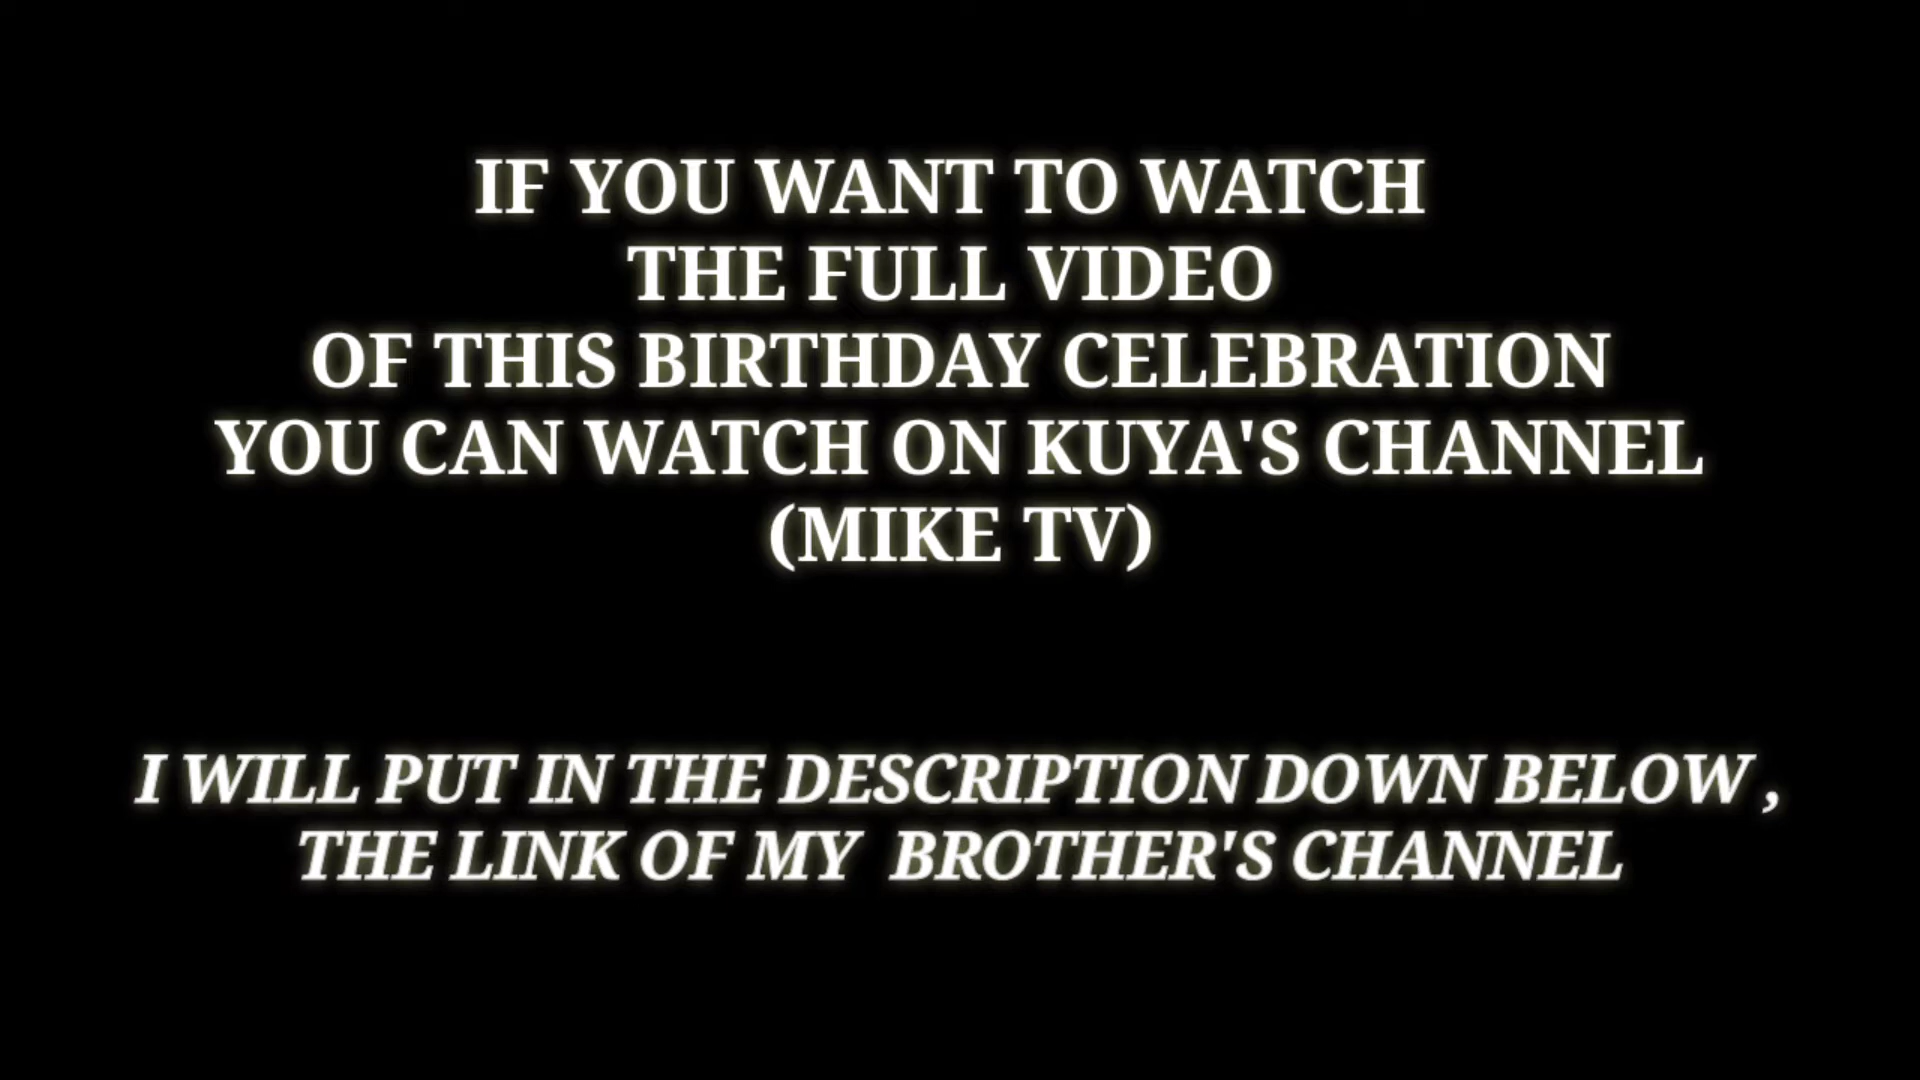 IF YOU WANT TO WATCH
THE FULL VIDEO
OF THIS BIRTHDAY CELEBRATION
YOU CAN WATCH ON KUYA'S CHANNEL
(MIKE TV)
I WILL PUT IN THE DESCRIPTION DOWN BELOW ,
THE LINK OF MY  BROTHER'S CHANNEL